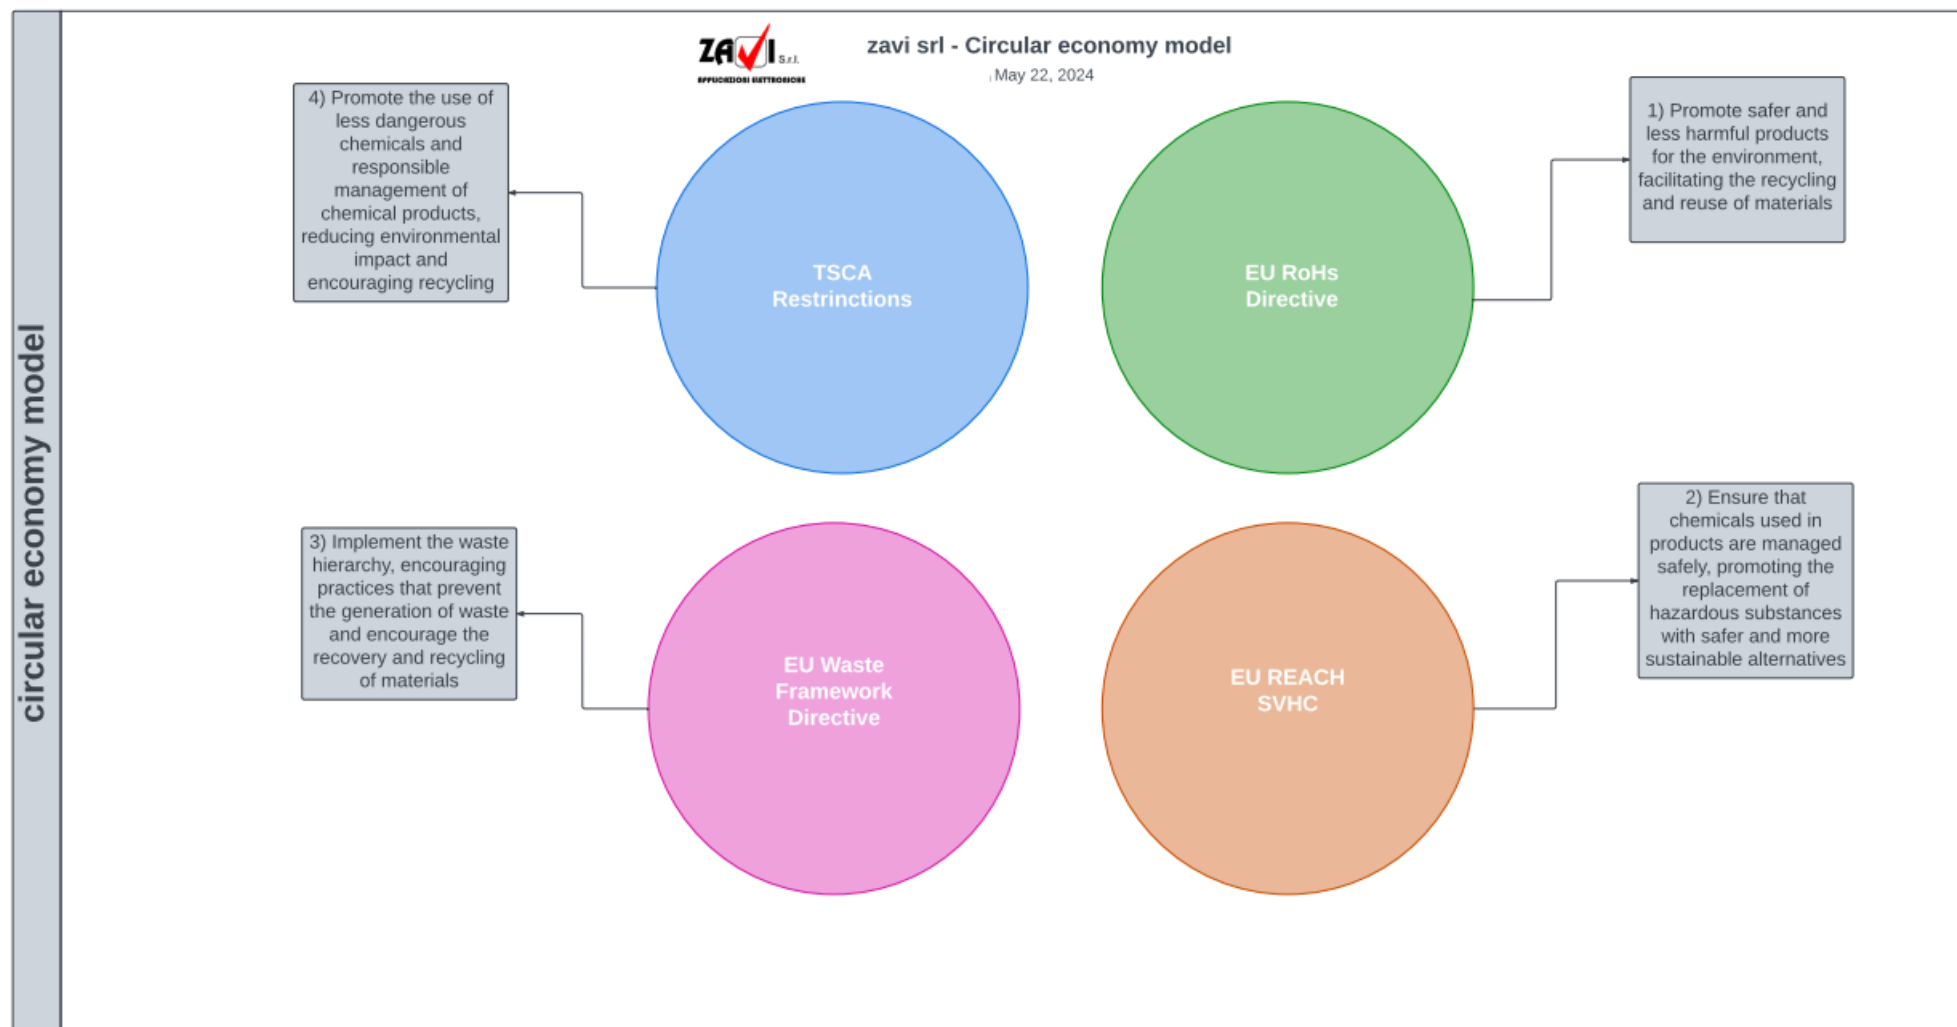 circular economy model
ZAVI S.r.l.
APPLICAZIONI ELETTRONICHE
zavi srl - Circular economy model
May 22, 2024
4) Promote the use of
less dangerous
chemicals and
responsible
management of
chemical products,
reducing environmental
impact and
encouraging recycling
TSCA
Restrinctions
EU RoHs
Directive
1) Promote safer and
less harmful products
for the environment,
facilitating the recycling
and reuse of materials
3) Implement the waste
hierarchy, encouraging
practices that prevent
the generation of waste
and encourage the
recovery and recycling
of materials
EU Waste
Framework
Directive
EU REACH
SVHC
2) Ensure that
chemicals used in
products are managed
safely, promoting the
replacement of
hazardous substances
with safer and more
sustainable alternatives